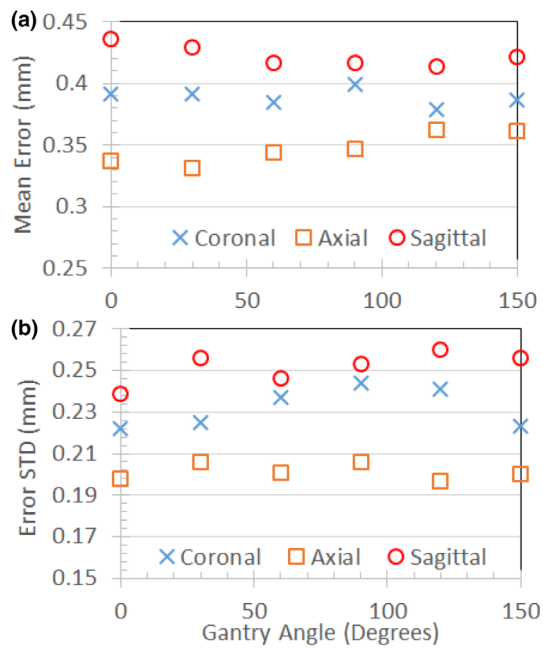 (a)
Mean Error (mm)
0.45
0.4
0.35
0.3
0.25
Coronal Axial Sagittal
0 50 100 150
(b)
Error STD (mm)
0.27
0.25
0.23
0.21
0.19
0.17
0.15
Coronal Axial Sagittal
0 50 100 150
Gantry Angle (Degrees)